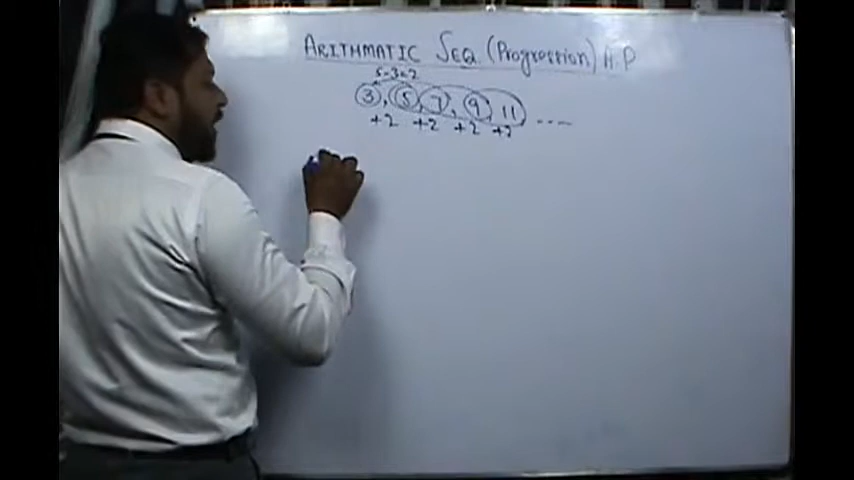 ARITHMATIC SEQ. (Progression) A.P
5-3=2
3, 5, 7, 9, 11 ----
+2 +2 +2 +2